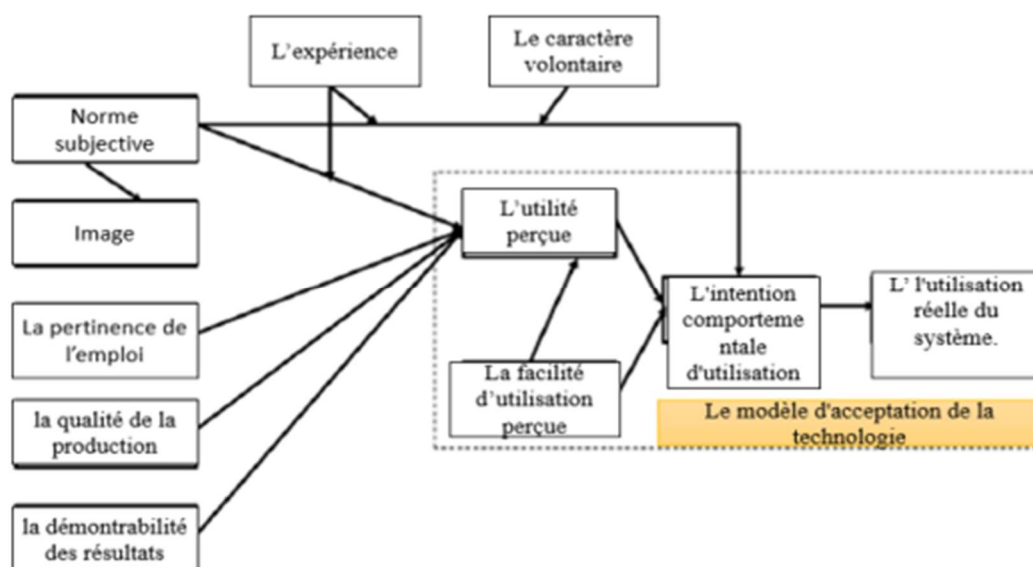 L'expérience
Le caractère
volontaire
Norme
subjective
Image
La pertinence de
l'emploi
la qualité de la
production
la démontrabilité
des résultats
L'utilité
perçue
La facilité
d'utilisation
perçue
L'intention
comporteme
ntale
d'utilisation
L' l'utilisation
réelle du
système.
Le modèle d'acceptation de la
technologie